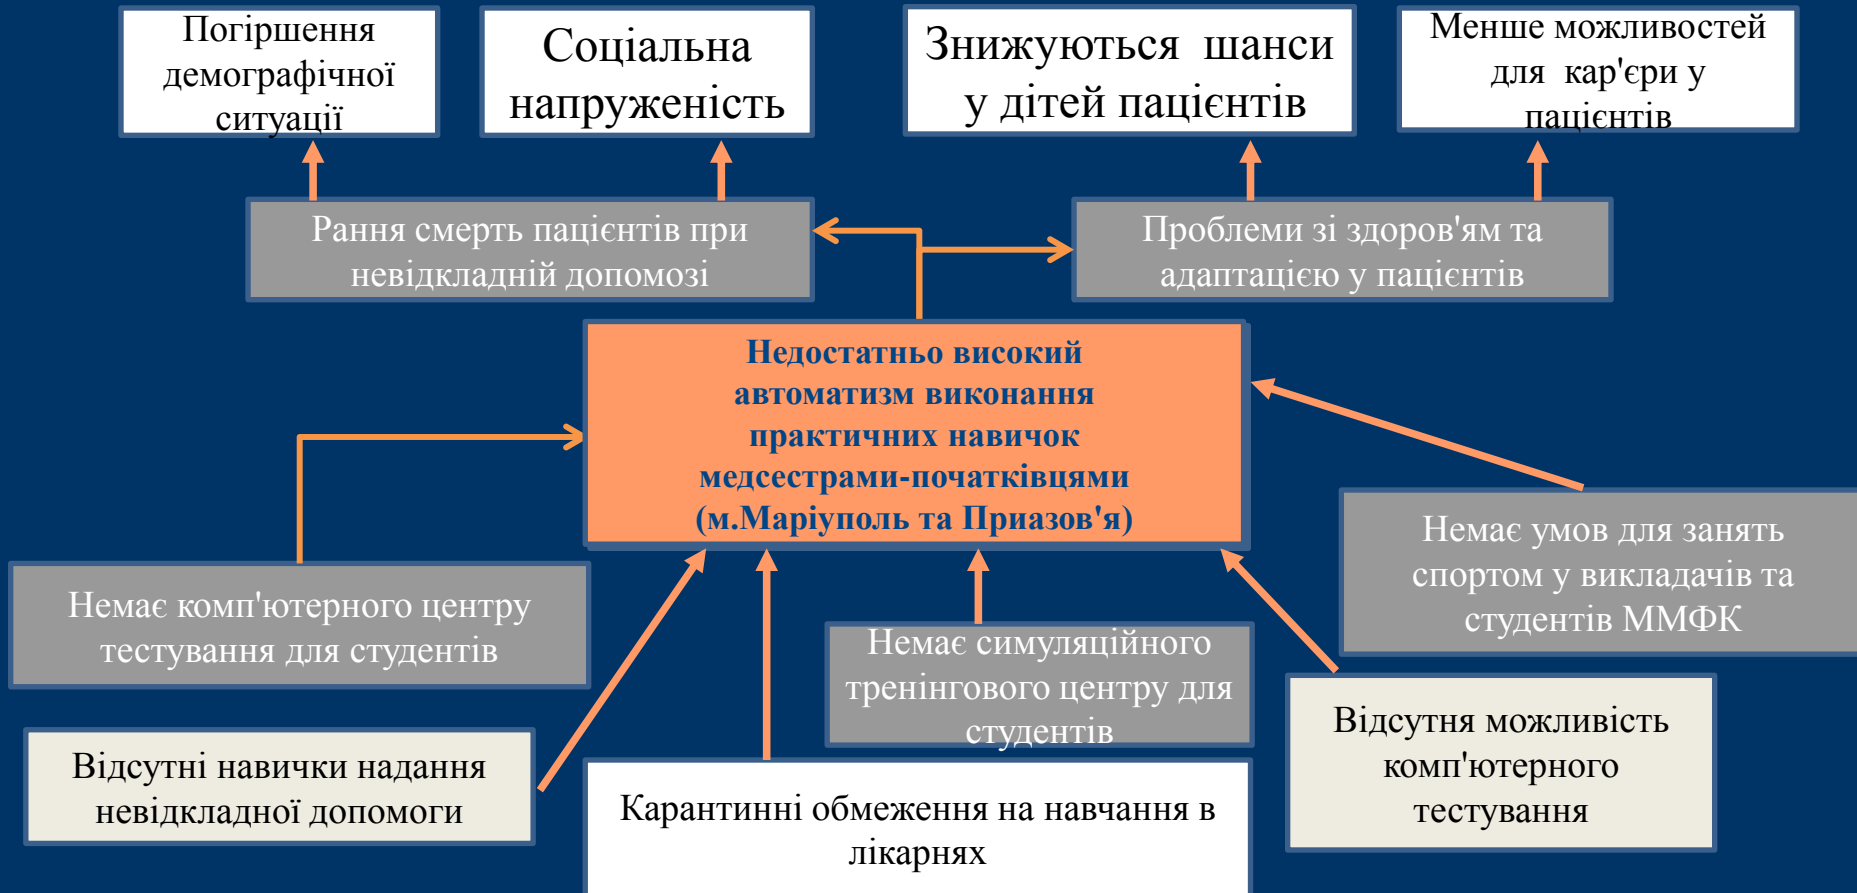 Погіршення
демографічної
ситуації
Соціальна
напруженість
Знижуються шанси
у дітей пацієнтів
Менше можливостей
для кар'єри у
пацієнтів
Рання смерть пацієнтів при
невідкладній допомозі
Проблеми зі здоров'ям та
адаптацією у пацієнтів
Недостатньо високий
автоматизм виконання
практичних навичок
медсестрами-початківцями
(м.Маріуполь та Приазов'я)
Немає комп'ютерного центру
тестування для студентів
Немає симуляційного
тренінгового центру для
студентів
Немає умов для занять
спортом у викладачів та
студентів ММФК
Відсутні навички надання
невідкладної допомоги
Карантинні обмеження на навчання в
лікарнях
Відсутня можливість
комп'ютерного
тестування